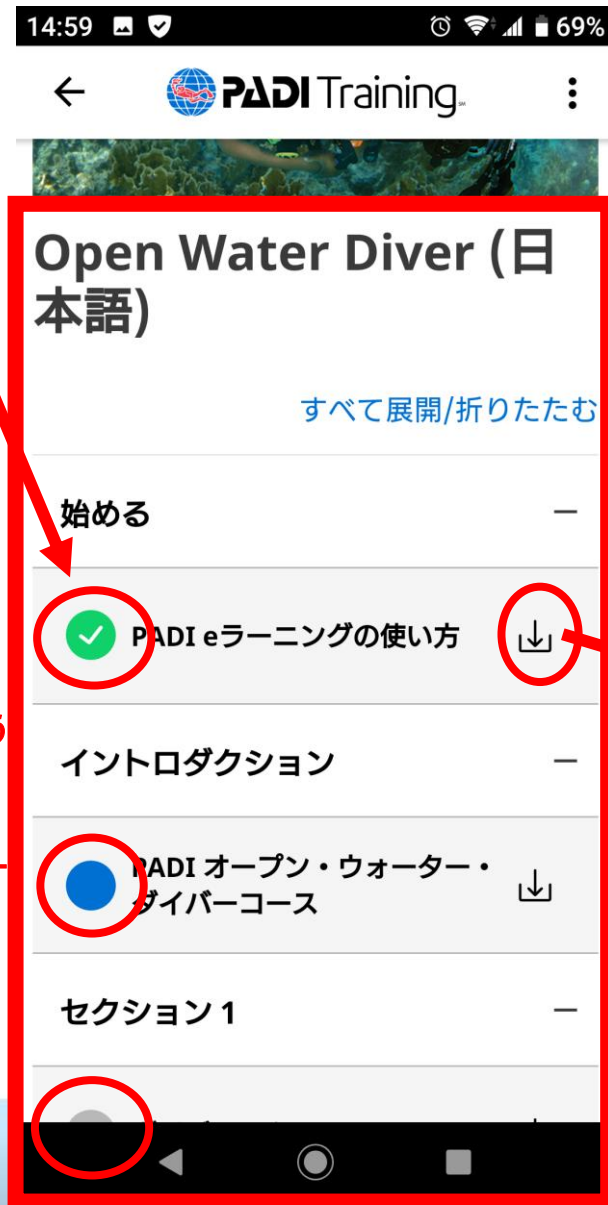 14:59
69%
PADI Training
Open Water Diver (日
本語)
すべて展開/折りたたむ
始める
PADI eラーニングの使い方
イントロダクション
PADI オープン・ウォーター・
ダイバーコース
セクション 1